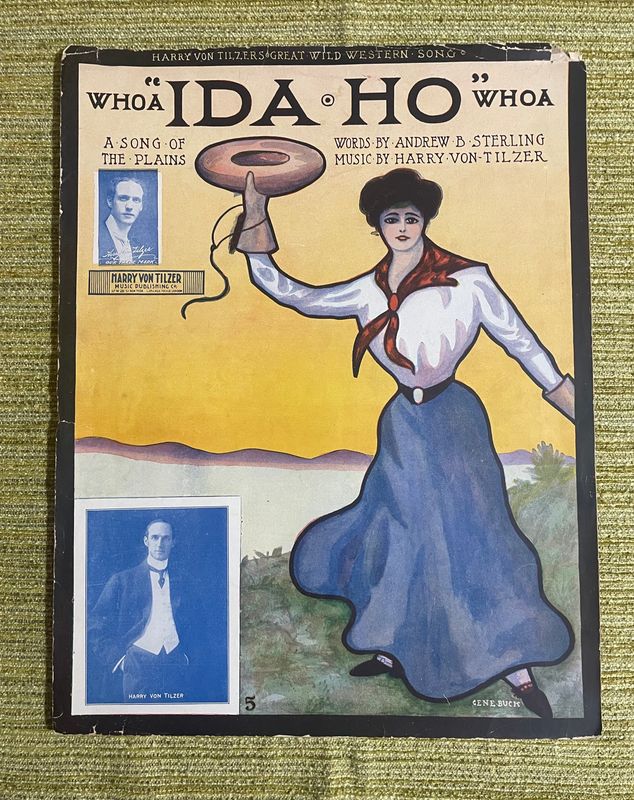 HARRY VON TILZER'S GREAT WILD WESTERN SONG
WHOA "IDA·HO" WHOA
A·SONG·OF
THE·PLAINS
WORDS·BY·ANDREW·B·STERLING
MUSIC·BY·HARRY·VON-TILZER
HARRY VON TILZER
MUSIC PUBLISHING Co
HARRY VON TILZER
5
GENE BUCK